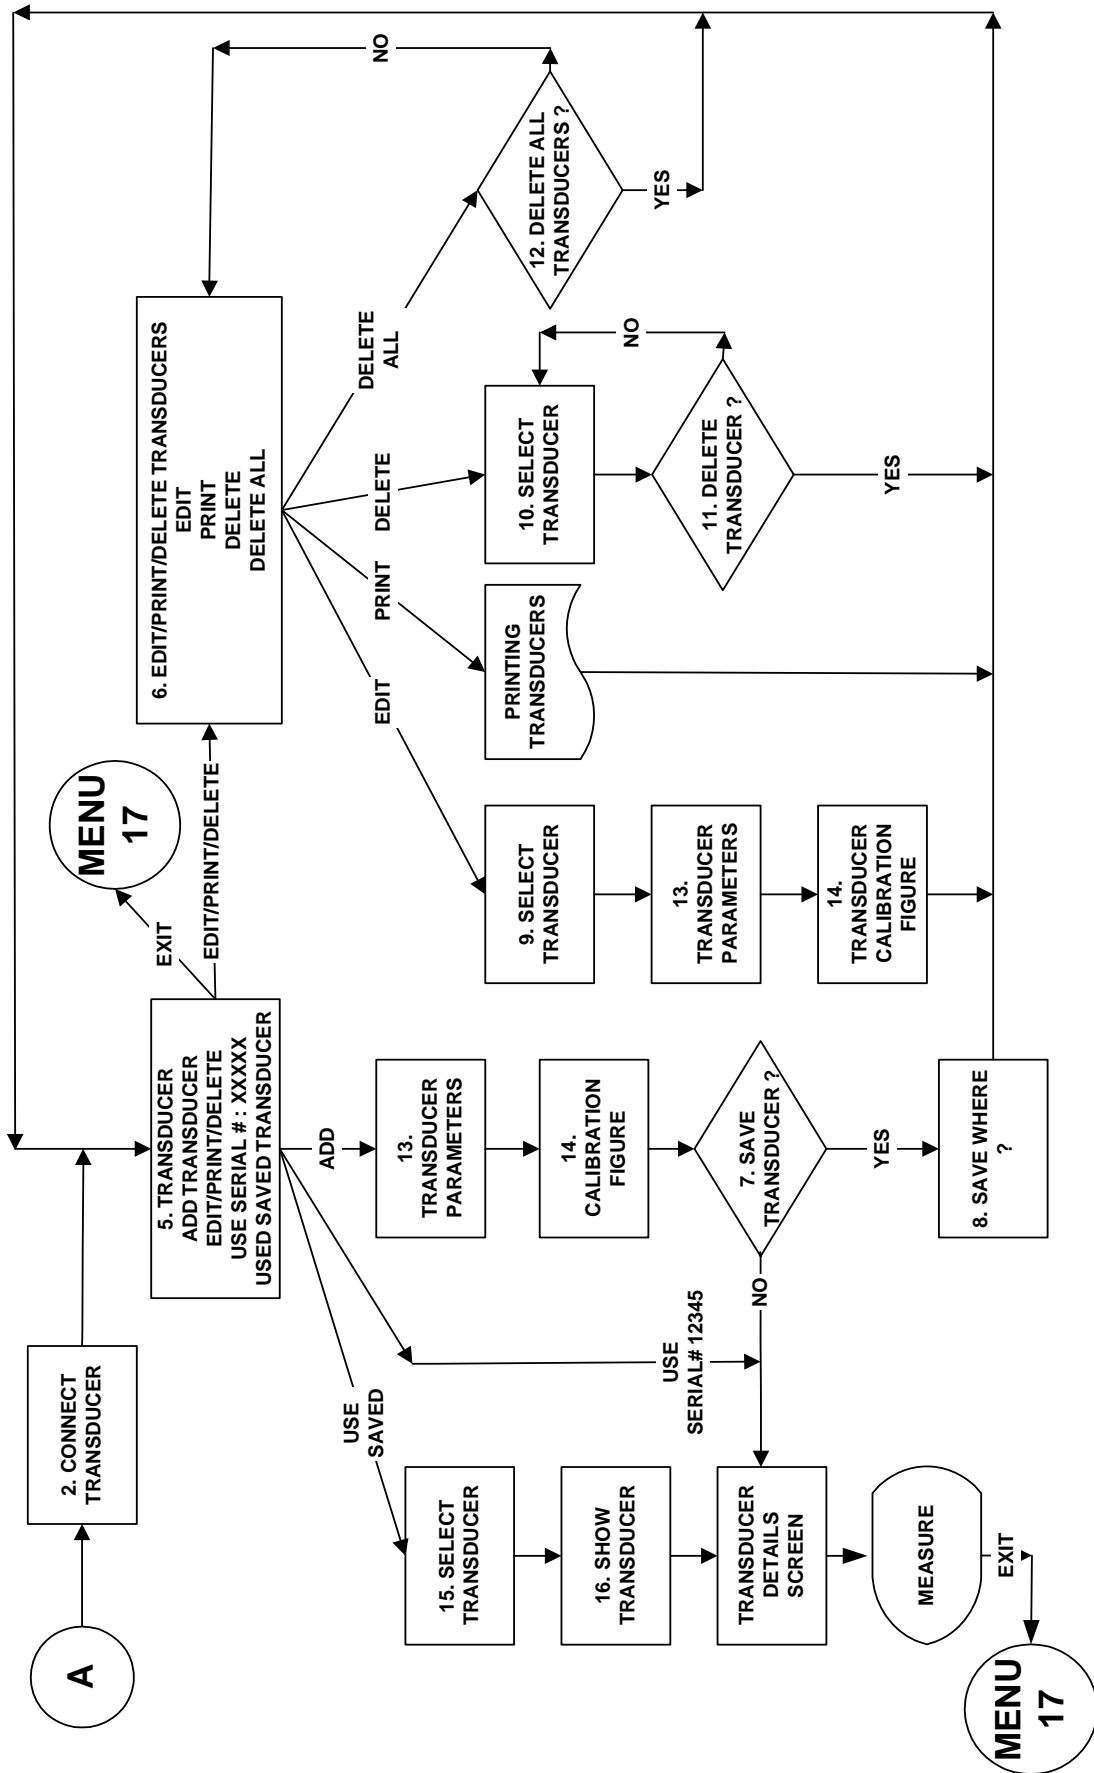 A
2. CONNECT
TRANSDUCER
5. TRANSDUCER
ADD TRANSDUCER
EDIT/PRINT/DELETE
USE SERIAL # : XXXXX
USED SAVED TRANSDUCER
EXIT
MENU
17
EDIT/PRINT/DELETE
6. EDIT/PRINT/DELETE TRANSDUCERS
EDIT
PRINT
DELETE
DELETE ALL
NO
USE
SAVED
ADD
EDIT
PRINT
DELETE
DELETE
ALL
15. SELECT
TRANSDUCER
13.
TRANSDUCER
PARAMETERS
9. SELECT
TRANSDUCER
PRINTING
TRANSDUCERS
10. SELECT
TRANSDUCER
12. DELETE ALL
TRANSDUCERS ?
NO
YES
16. SHOW
TRANSDUCER
14.
CALIBRATION
FIGURE
13.
TRANSDUCER
PARAMETERS
11. DELETE
TRANSDUCER ?
USE
SERIAL# 12345
TRANSDUCER
DETAILS
SCREEN
NO
7. SAVE
TRANSDUCER ?
14.
TRANSDUCER
CALIBRATION
FIGURE
YES
YES
MEASURE
8. SAVE WHERE
?
EXIT
MENU
17